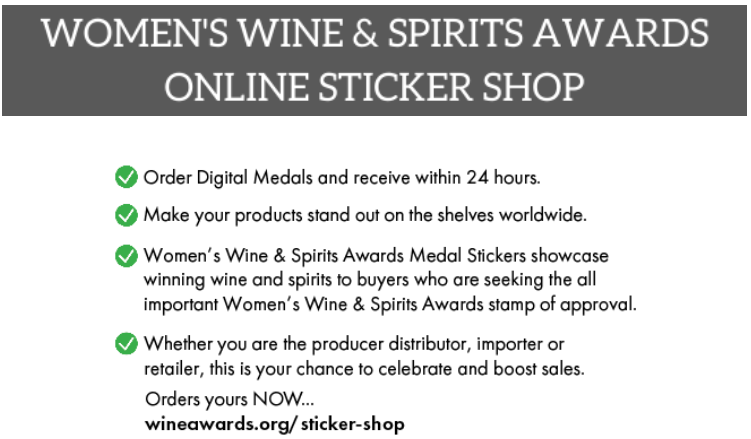 WOMEN'S WINE & SPIRITS AWARDS
ONLINE STICKER SHOP
Order Digital Medals and receive within 24 hours.
Make your products stand out on the shelves worldwide.
Women's Wine & Spirits Awards Medal Stickers showcase
winning wine and spirits to buyers who are seeking the all
important Women's Wine & Spirits Awards stamp of approval.
Whether you are the producer distributor, importer or
retailer, this is your chance to celebrate and boost sales.
Orders yours NOW...
wineawards.org/sticker-shop